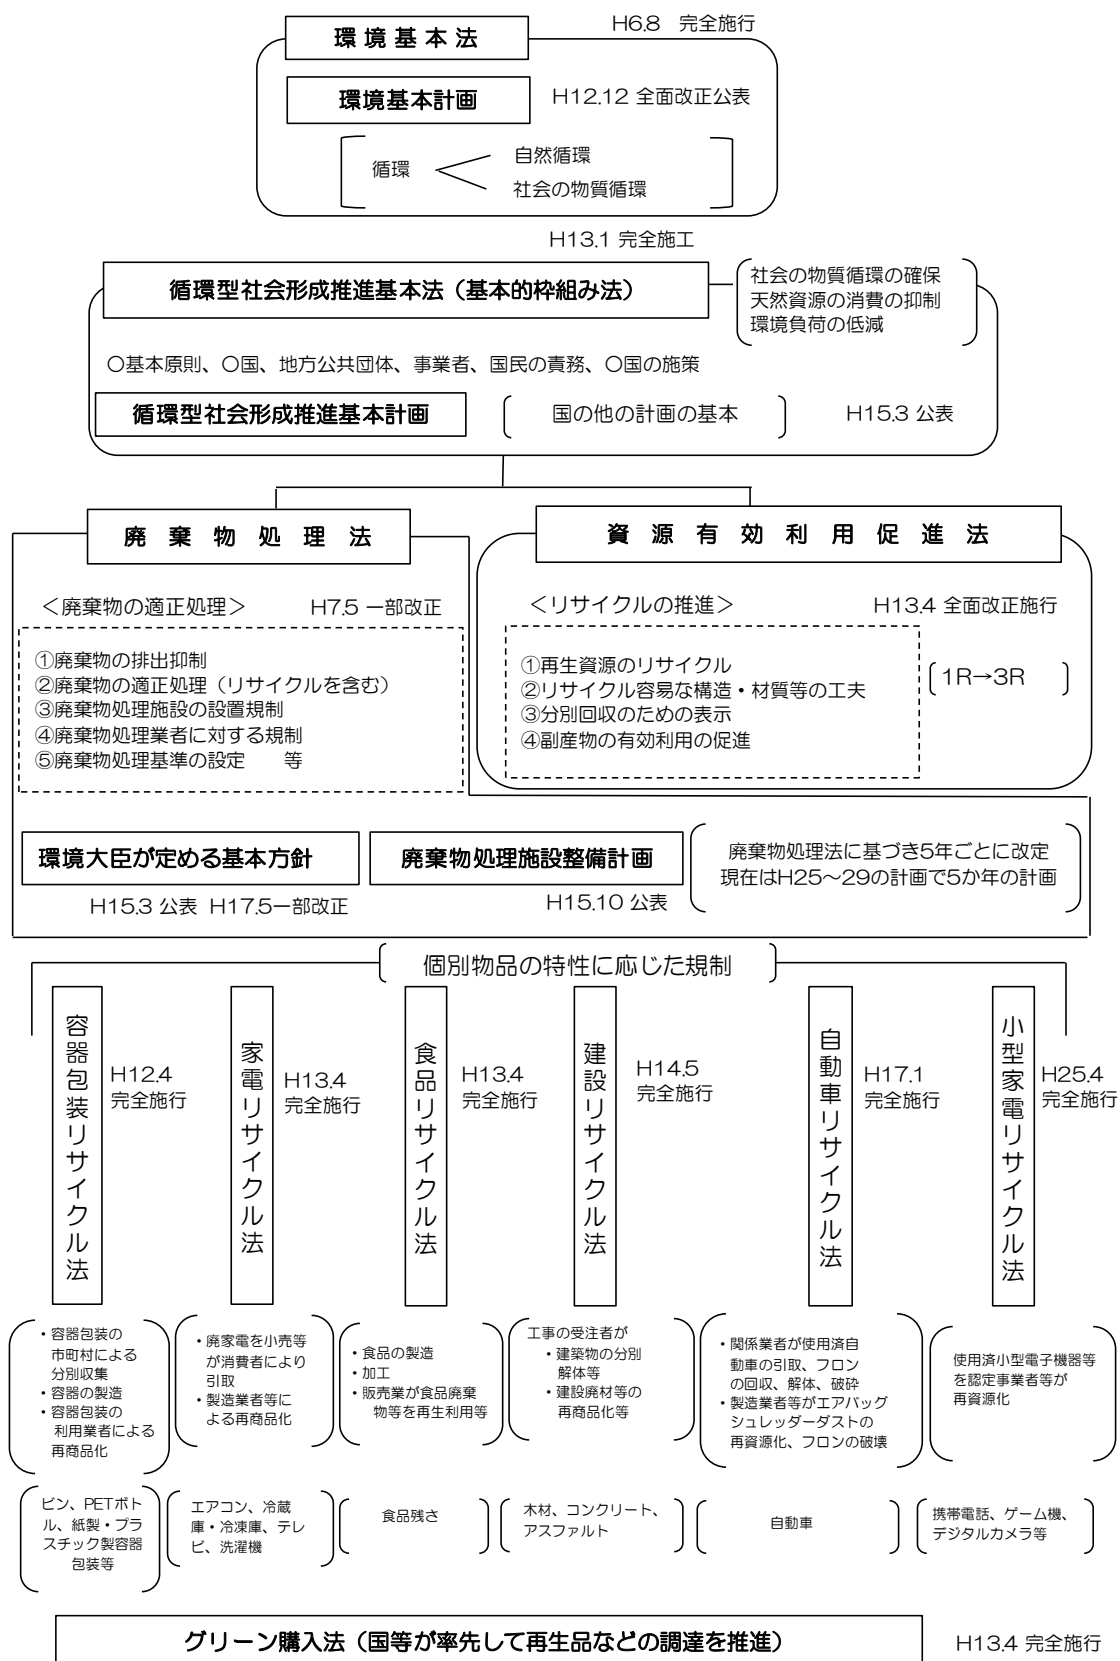 環境基本法
H6.8 完全施行
環境基本計画
H12.12 全面改正公表
循環
自然循環
社会の物質循環
H13.1 完全施工
循環型社会形成推進基本法（基本的枠組み法）
社会の物質循環の確保
天然資源の消費の抑制
環境負荷の低減
〇基本原則、〇国、地方公共団体、事業者、国民の責務、〇国の施策
循環型社会形成推進基本計画
国の他の計画の基本
H15.3 公表
廃棄物処理法
＜廃棄物の適正処理＞
H7.5 一部改正
①廃棄物の排出抑制
②廃棄物の適正処理（リサイクルを含む）
③廃棄物処理施設の設置規制
④廃棄物処理業者に対する規制
⑤廃棄物処理基準の設定 等
資源有効利用促進法
＜リサイクルの推進＞
H13.4 全面改正施行
①再生資源のリサイクル
②リサイクル容易な構造・材質等の工夫
③分別回収のための表示
④副産物の有効利用の促進
1R→3R
環境大臣が定める基本方針
H15.3 公表 H17.5一部改正
廃棄物処理施設整備計画
H15.10 公表
廃棄物処理法に基づき5年ごとに改定
現在はH25～29の計画で5か年の計画
個別物品の特性に応じた規制
容器包装リサイクル法
H12.4
完全施行
家電リサイクル法
H13.4
完全施行
食品リサイクル法
H13.4
完全施行
建設リサイクル法
H14.5
完全施行
自動車リサイクル法
H17.1
完全施行
小型家電リサイクル法
H25.4
完全施行
・容器包装の
市町村による
分別収集
・容器の製造
・容器包装の
利用業者による
再商品化
・廃家電を小売等
が消費者により
引取
・製造業者等に
よる再商品化
・食品の製造
・加工
・販売業が食品廃棄
物等を再生利用等
工事の受注者が
・建築物の分別
解体等
・建設廃材等の
再商品化等
・関係業者が使用済自
動車の引取、フロン
の回収、解体、破砕
・製造業者等がエアバッグ
シュレッダーダストの
再資源化、フロンの破壊
使用済小型電子機器等
を認定事業者等が
再資源化
ビン、PETボト
ル、紙製・プラ
スチック製容器
包装等
エアコン、冷蔵
庫・冷凍庫、テレ
ビ、洗濯機
食品残さ
木材、コンクリート、
アスファルト
自動車
携帯電話、ゲーム機、
デジタルカメラ等
グリーン購入法（国等が率先して再生品などの調達を推進）
H13.4 完全施行